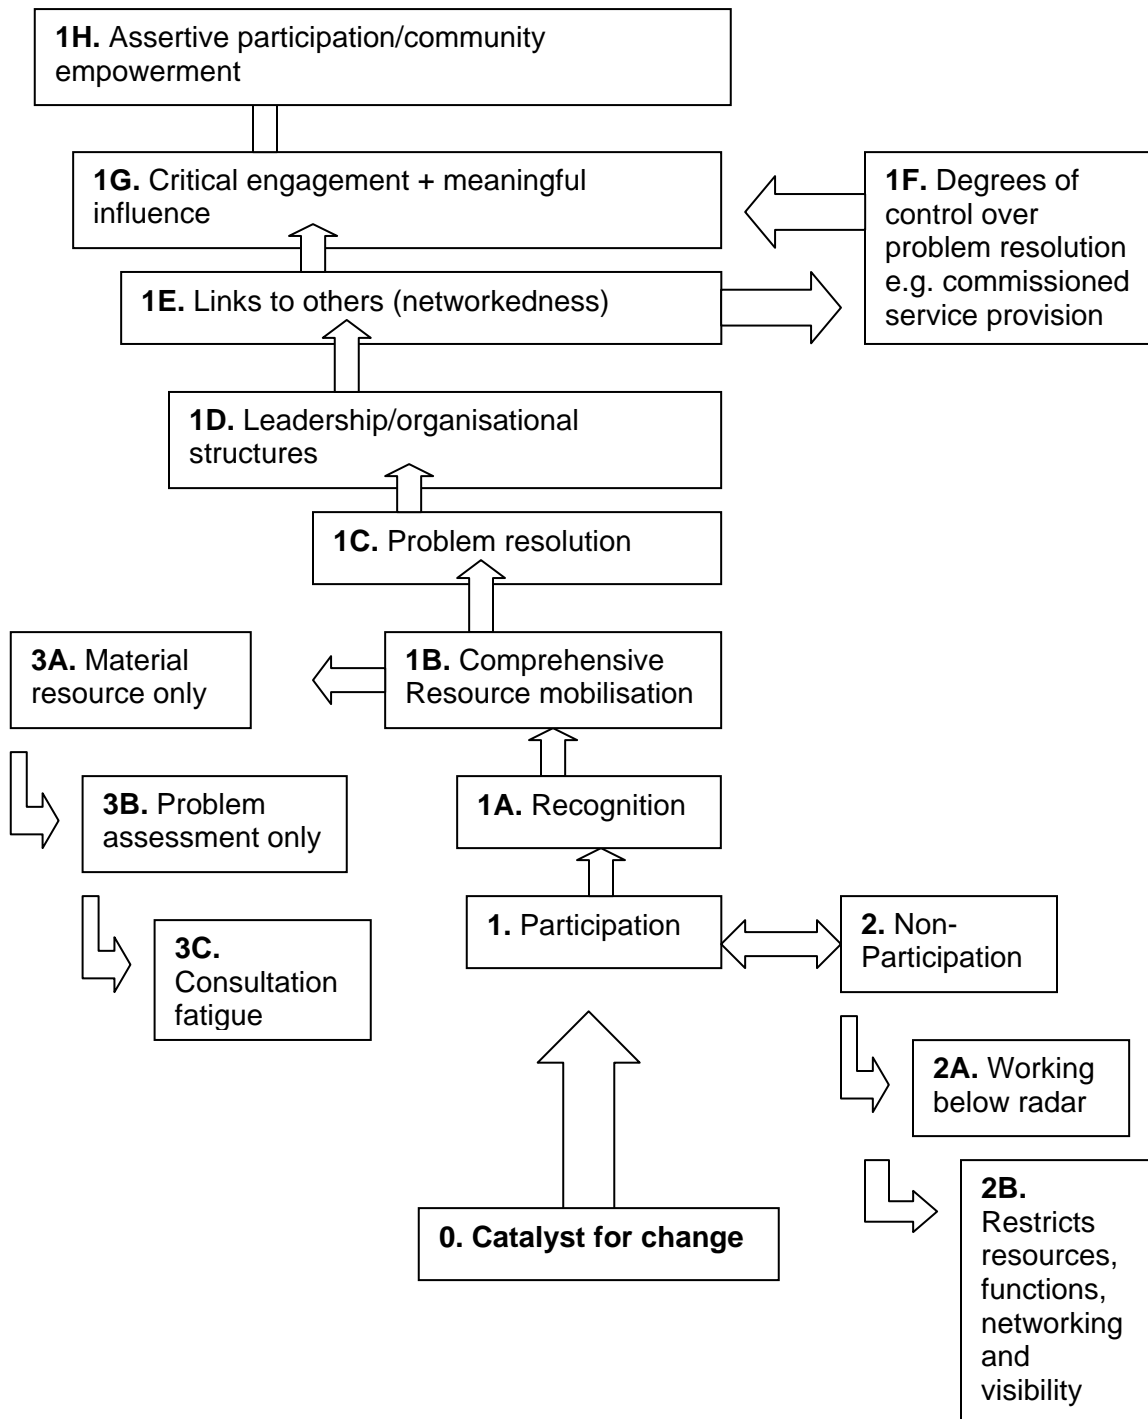 1H. Assertive participation/community
empowerment
1G. Critical engagement + meaningful
influence
1F. Degrees of
control over
problem resolution
e.g. commissioned
service provision
1E. Links to others (networkedness)
1D. Leadership/organisational
structures
1C. Problem resolution
3A. Material
resource only
1B. Comprehensive
Resource mobilisation
3B. Problem
assessment only
1A. Recognition
3C.
Consultation
fatigue
1. Participation
2. Non-
Participation
2A. Working
below radar
2B.
Restricts
resources,
functions,
networking
and
visibility
0. Catalyst for change